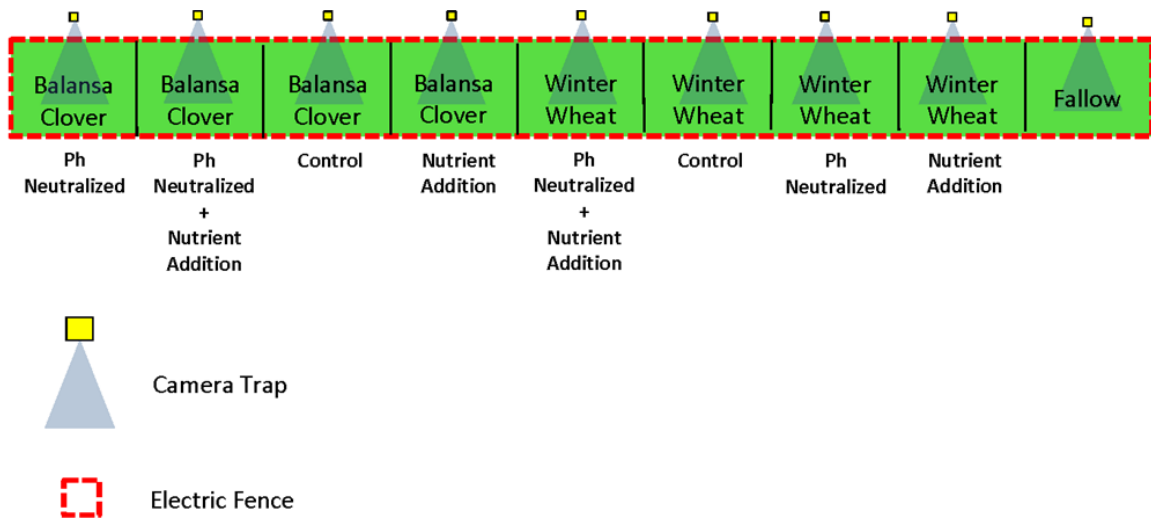 Balansa
Clover
Balansa
Clover
Balansa
Clover
Balansa
Clover
Winter
Wheat
Winter
Wheat
Winter
Wheat
Winter
Wheat
Fallow
Ph
Neutralized
Ph
Neutralized
+
Nutrient
Addition
Control
Nutrient
Addition
Ph
Neutralized
+
Nutrient
Addition
Control
Ph
Neutralized
Nutrient
Addition
Camera Trap
Electric Fence